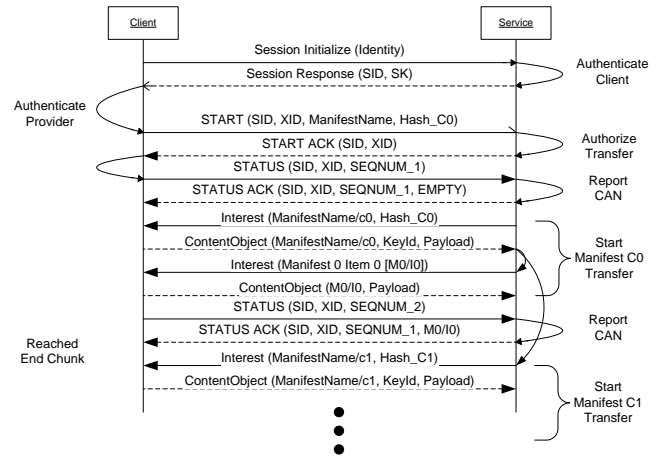 Client
Service
Session Initialize (Identity)
Authenticate
Client
Session Response (SID, SK)
Authenticate
Provider
START (SID, XID, ManifestName, Hash_C0)
START ACK (SID, XID)
Authorize
Transfer
STATUS (SID, XID, SEQNUM_1)
STATUS ACK (SID, XID, SEQNUM_1, EMPTY)
Report
CAN
Interest (ManifestName/c0, Hash_C0)
ContentObject (ManifestName/c0, KeyId, Payload)
Start
Manifest C0
Transfer
Interest (Manifest 0 Item 0 [M0/I0])
ContentObject (M0/I0, Payload)
STATUS (SID, XID, SEQNUM_2)
STATUS ACK (SID, XID, SEQNUM_1, M0/I0)
Report
CAN
Reached
End Chunk
Interest (ManifestName/c1, Hash_C1)
ContentObject (ManifestName/c1, KeyId, Payload)
Start
Manifest C1
Transfer